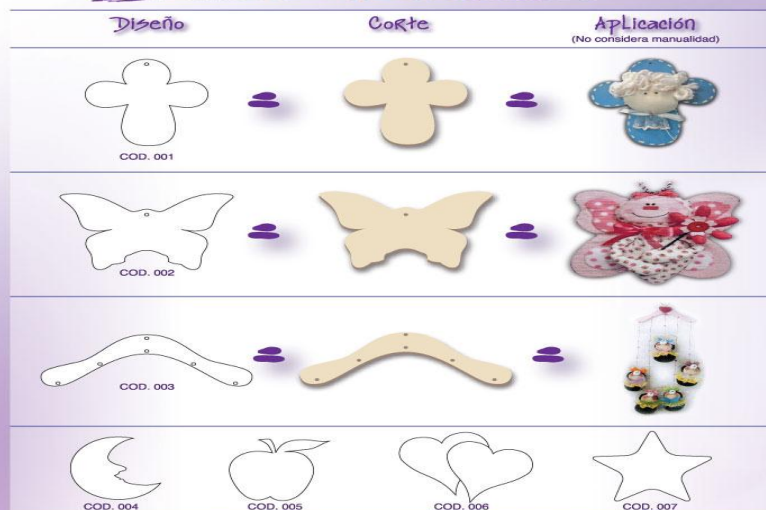 Diseño
Corte
Aplicación
(No considera manualidad)
COD. 001
COD. 002
COD. 003
COD. 004
COD. 005
COD. 006
COD. 007